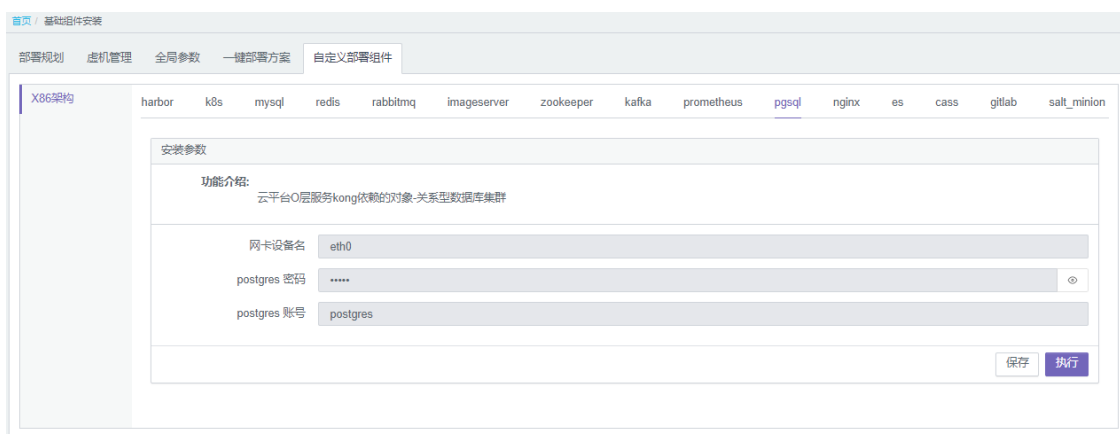 首页 / 基础组件安装
部署规划 虚机管理 全局参数 一键部署方案 自定义部署组件
X86架构
harbor k8s mysql redis rabbitmq imageserver zookeeper kafka prometheus pgsql nginx es cass gitlab salt_minion
安装参数
功能介绍:
云平台O层服务kong依赖的对象-关系型数据库集群
网卡设备名 eth0
postgres 密码 •••••
postgres 账号 postgres
保存 执行